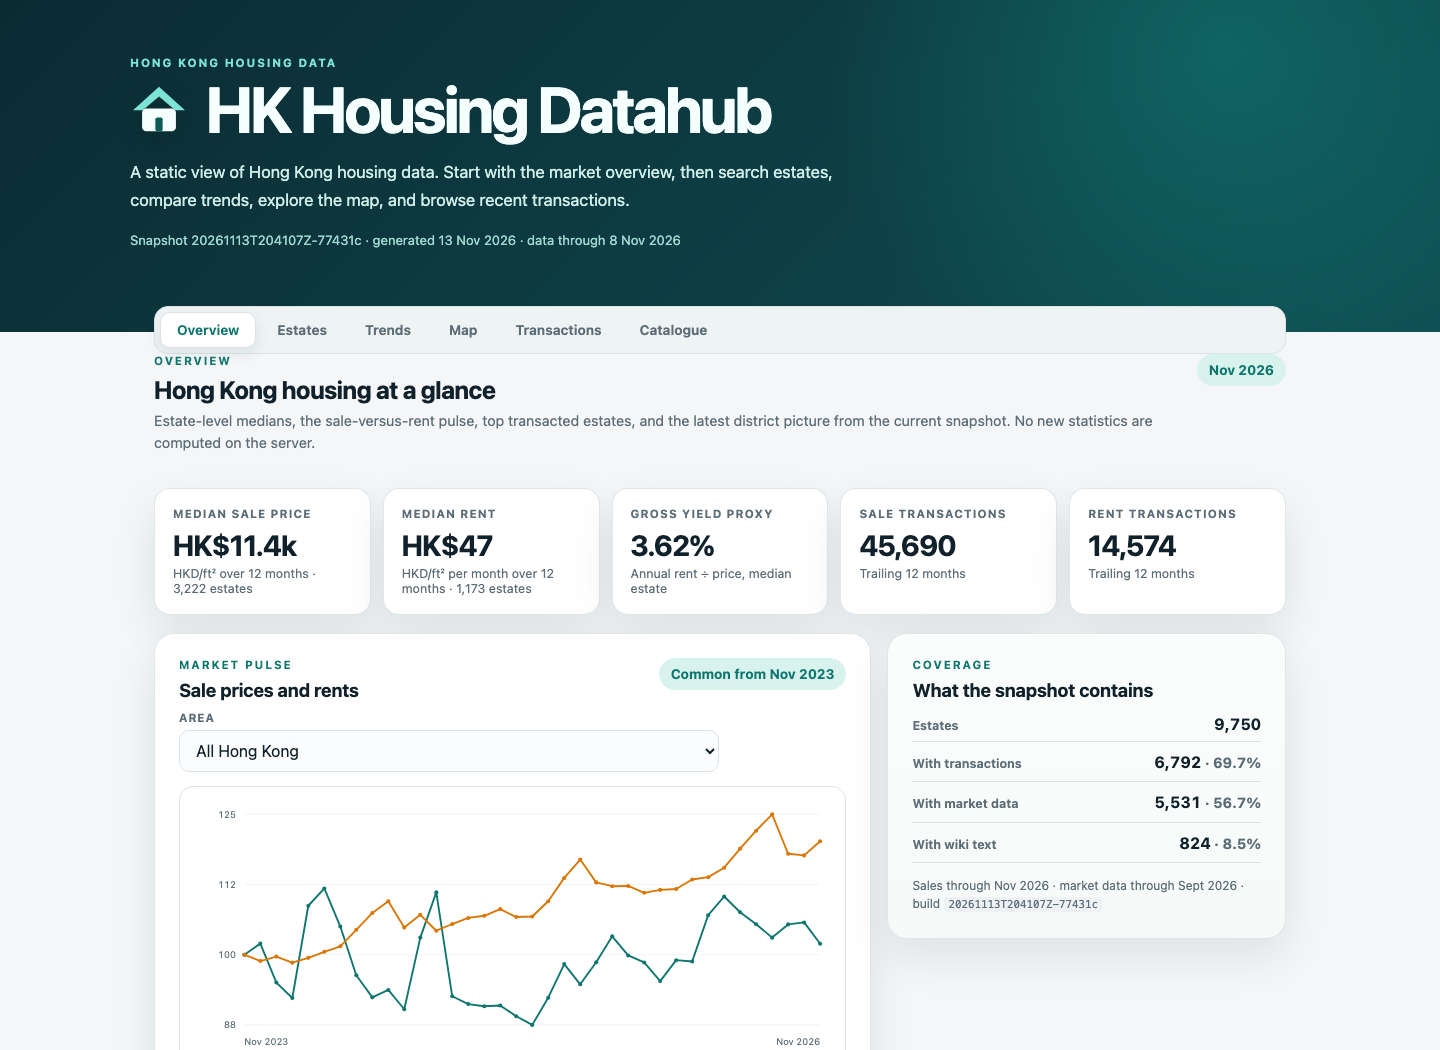 HONG KONG HOUSING DATA
HK Housing Datahub
A static view of Hong Kong housing data. Start with the market overview, then search estates,
compare trends, explore the map, and browse recent transactions.
Snapshot 20261113T204107Z-77431c · generated 13 Nov 2026 · data through 8 Nov 2026
Overview Estates Trends Map Transactions Catalogue
OVERVIEW
Nov 2026
Hong Kong housing at a glance
Estate-level medians, the sale-versus-rent pulse, top transacted estates, and the latest district picture from the current snapshot. No new statistics are
computed on the server.
MEDIAN SALE PRICE
HK$11.4k
HKD/ft² over 12 months ·
3,222 estates
MEDIAN RENT
HK$47
HKD/ft² per month over 12
months · 1,173 estates
GROSS YIELD PROXY
3.62%
Annual rent ÷ price, median
estate
SALE TRANSACTIONS
45,690
Trailing 12 months
RENT TRANSACTIONS
14,574
Trailing 12 months
MARKET PULSE
Sale prices and rents
Common from Nov 2023
AREA
All Hong Kong
125
112
100
88
Nov 2023 Nov 2026
COVERAGE
What the snapshot contains
Estates 9,750
With transactions 6,792 · 69.7%
With market data 5,531 · 56.7%
With wiki text 824 · 8.5%
Sales through Nov 2026 · market data through Sept 2026 ·
build 20261113T204107Z-77431c